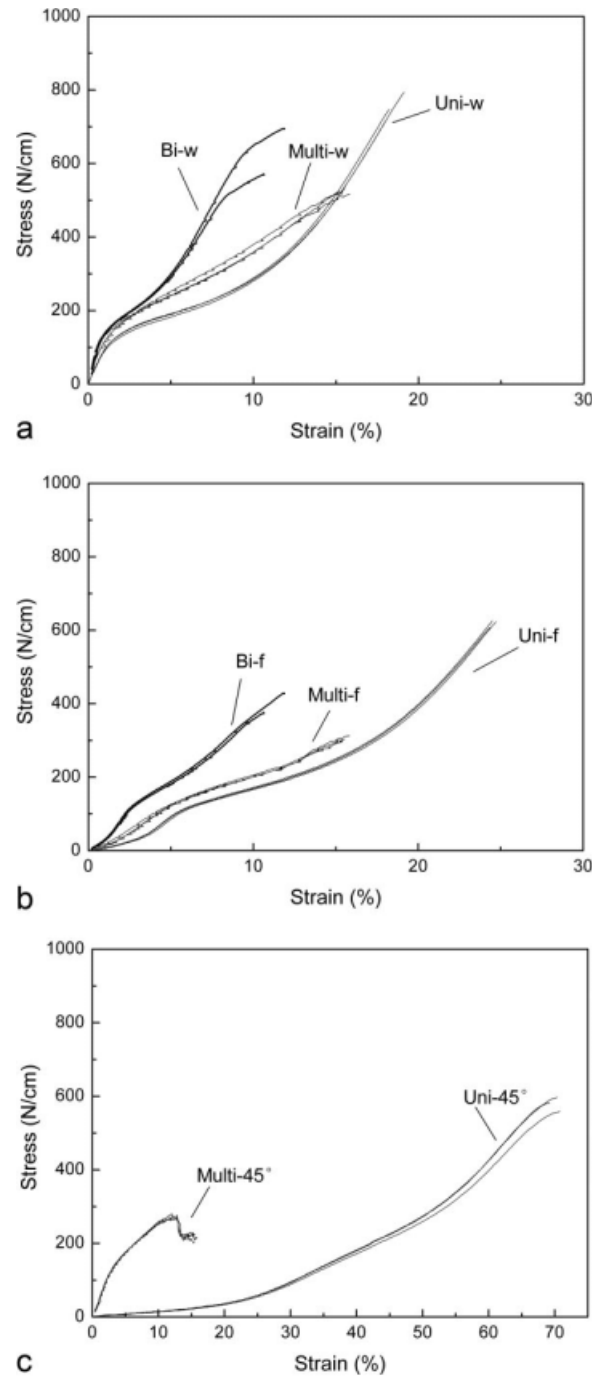 1000
800
600
400
200
0
Stress (N/cm)
Uni-w
Bi-w
Multi-w
0
10
20
30
Strain (%)
a
1000
800
600
400
200
0
Stress (N/cm)
Uni-f
Bi-f
Multi-f
0
10
20
30
Strain (%)
b
1000
800
600
400
200
0
Stress (N/cm)
Uni-45°
Multi-45°
0
10
20
30
40
50
60
70
Strain (%)
c